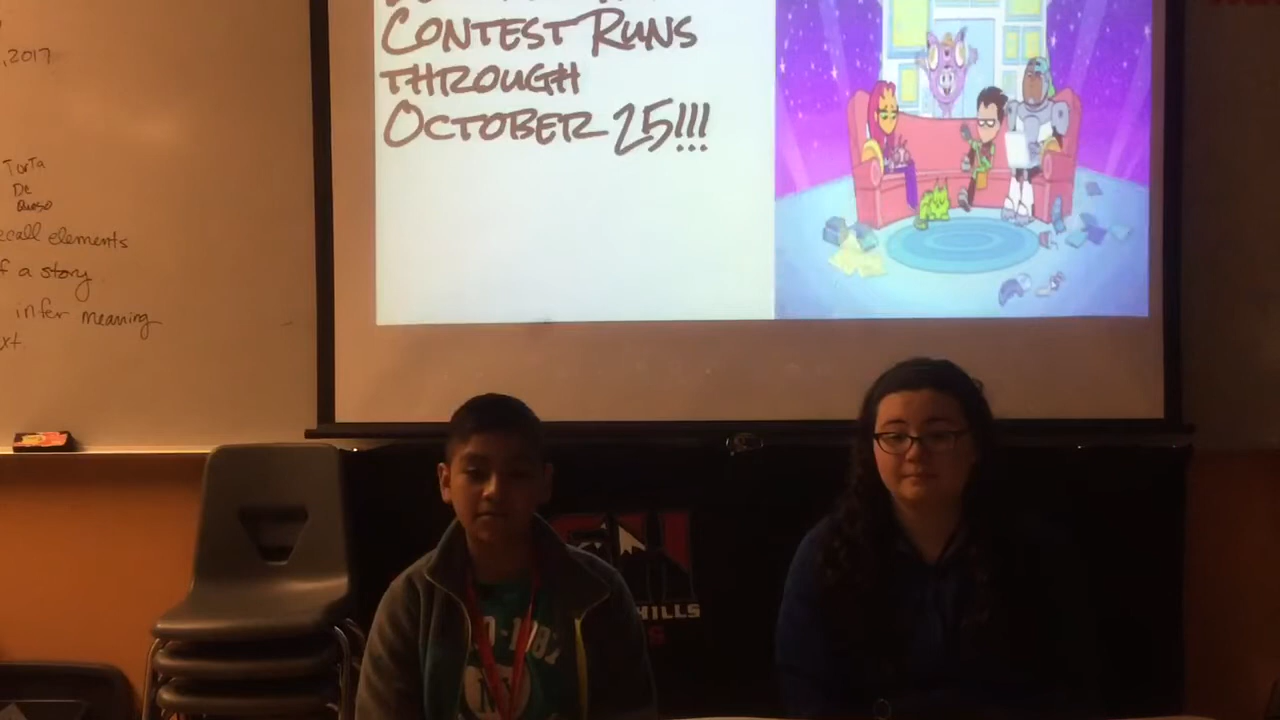 ,2017
Torta
De
Queso
ecall elements
f a story
infer meaning
xt
Contest Runs
through
October 25!!!
HILLS